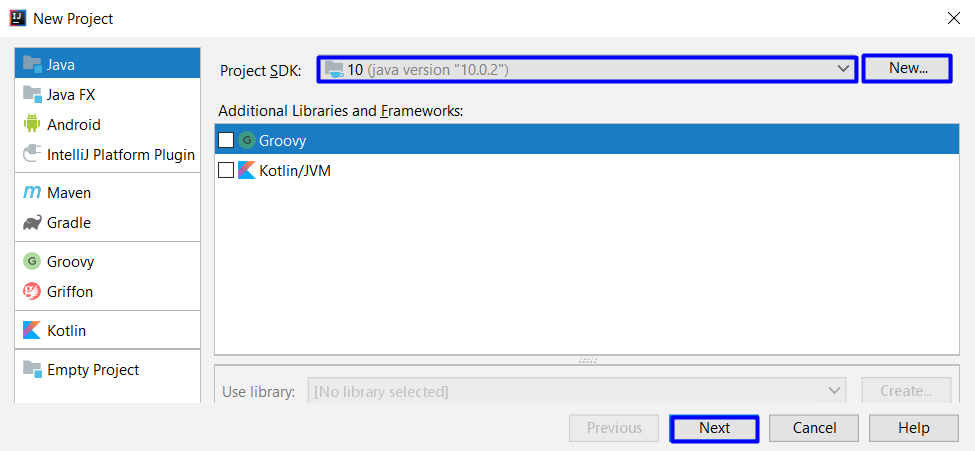 New Project
Java
Java FX
Android
IntelliJ Platform Plugin
Maven
Gradle
Groovy
Griffon
Kotlin
Empty Project
Project SDK: 10 (java version "10.0.2") New...
Additional Libraries and Frameworks:
Groovy
Kotlin/JVM
Use library: [No library selected] Create...
Previous Next Cancel Help